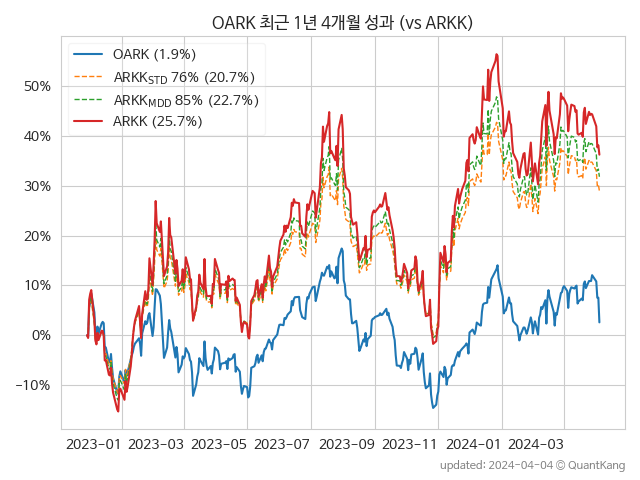 OARK 최근 1년 4개월 성과 (vs ARKK)
OARK (1.9%)
ARKKSTD 76% (20.7%)
ARKKMDD 85% (22.7%)
ARKK (25.7%)
50%
40%
30%
20%
10%
0%
−10%
2023-01 2023-03 2023-05 2023-07 2023-09 2023-11 2024-01 2024-03
updated: 2024-04-04 © QuantKang